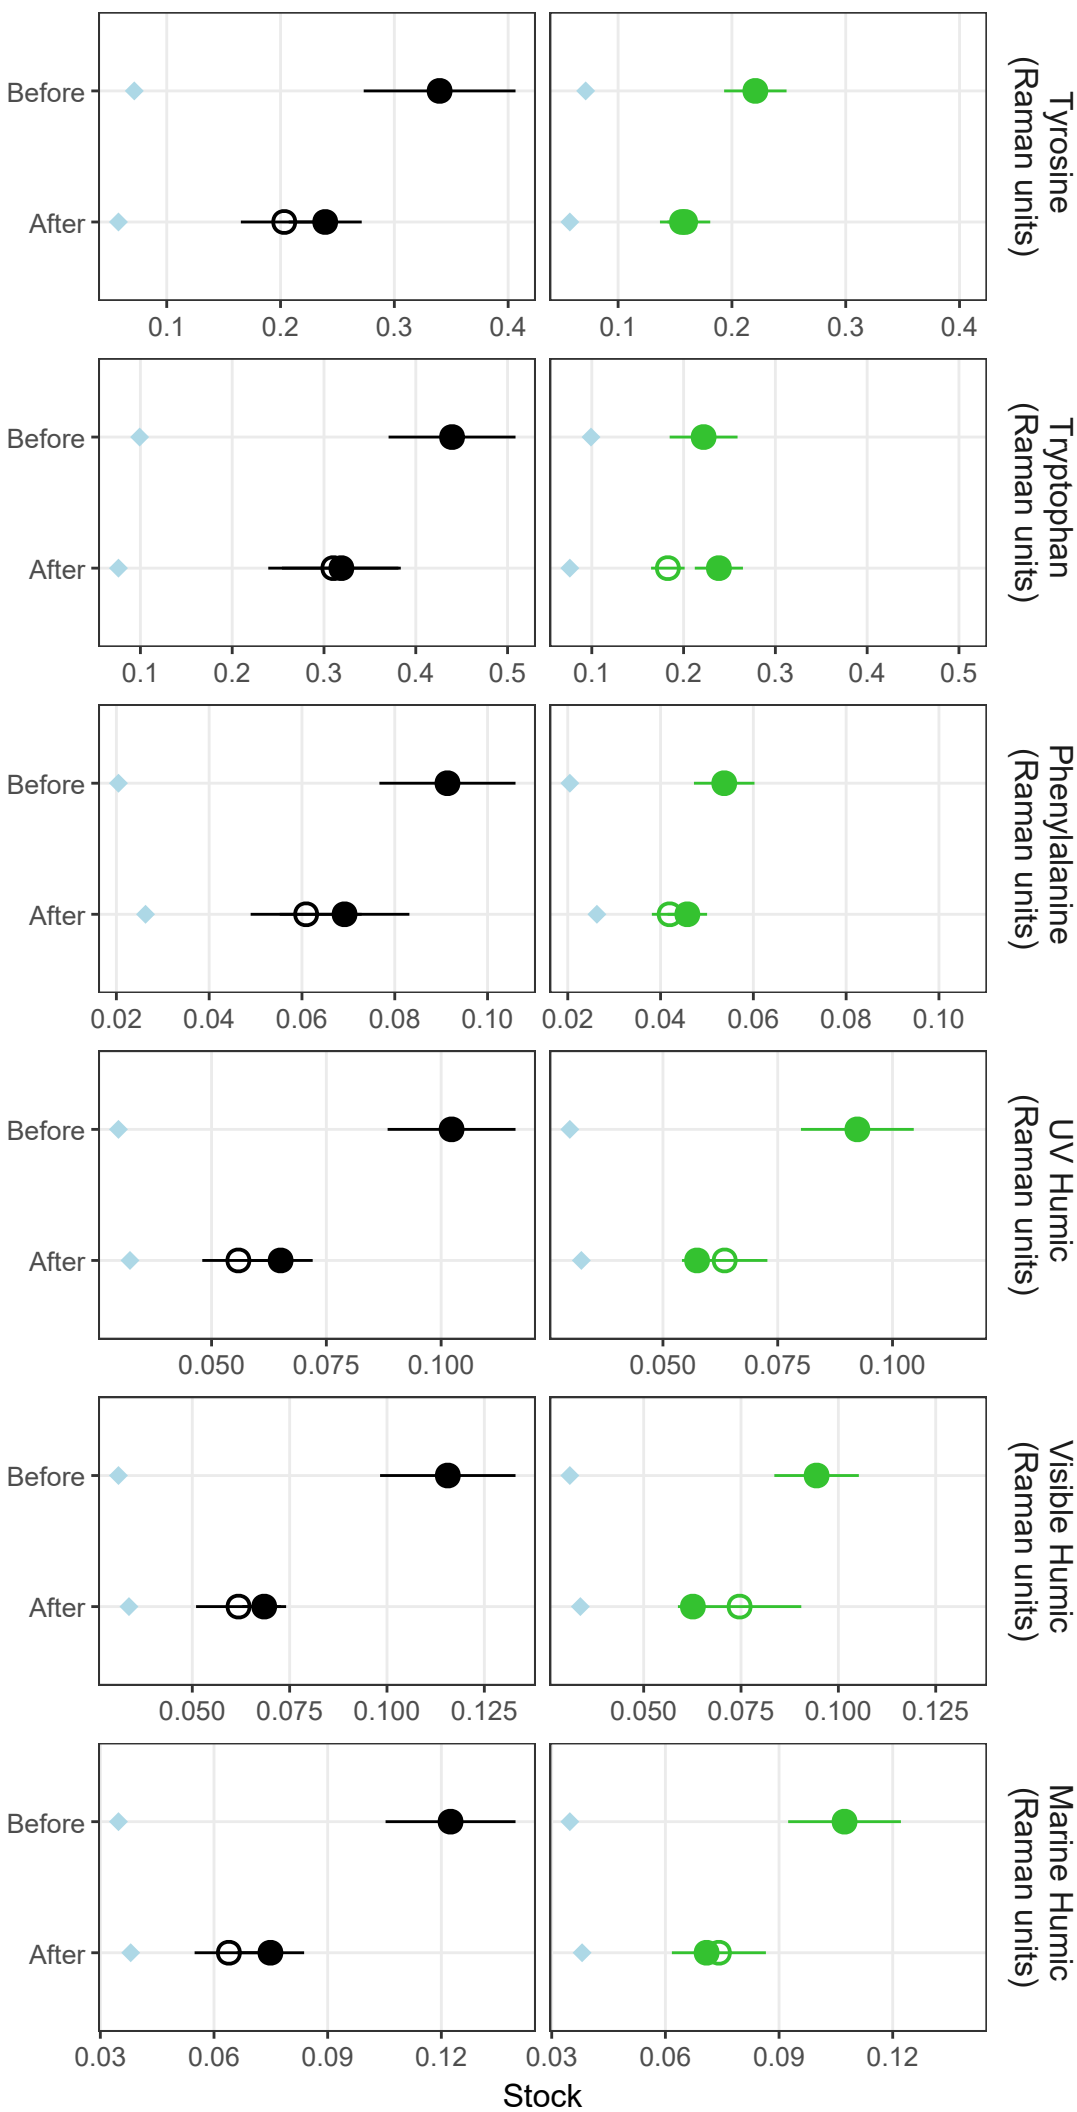 Before
After
0.1 0.2 0.3 0.4
0.1 0.2 0.3 0.4
Tyrosine
(Raman units)
Before
After
0.1 0.2 0.3 0.4 0.5
0.1 0.2 0.3 0.4 0.5
Tryptophan
(Raman units)
Before
After
0.02 0.04 0.06 0.08 0.10
0.02 0.04 0.06 0.08 0.10
Phenylalanine
(Raman units)
Before
After
0.050 0.075 0.100
0.050 0.075 0.100
UV Humic
(Raman units)
Before
After
0.050 0.075 0.100 0.125
0.050 0.075 0.100 0.125
Visible Humic
(Raman units)
Before
After
0.03 0.06 0.09 0.12
0.03 0.06 0.09 0.12
Marine Humic
(Raman units)
Stock